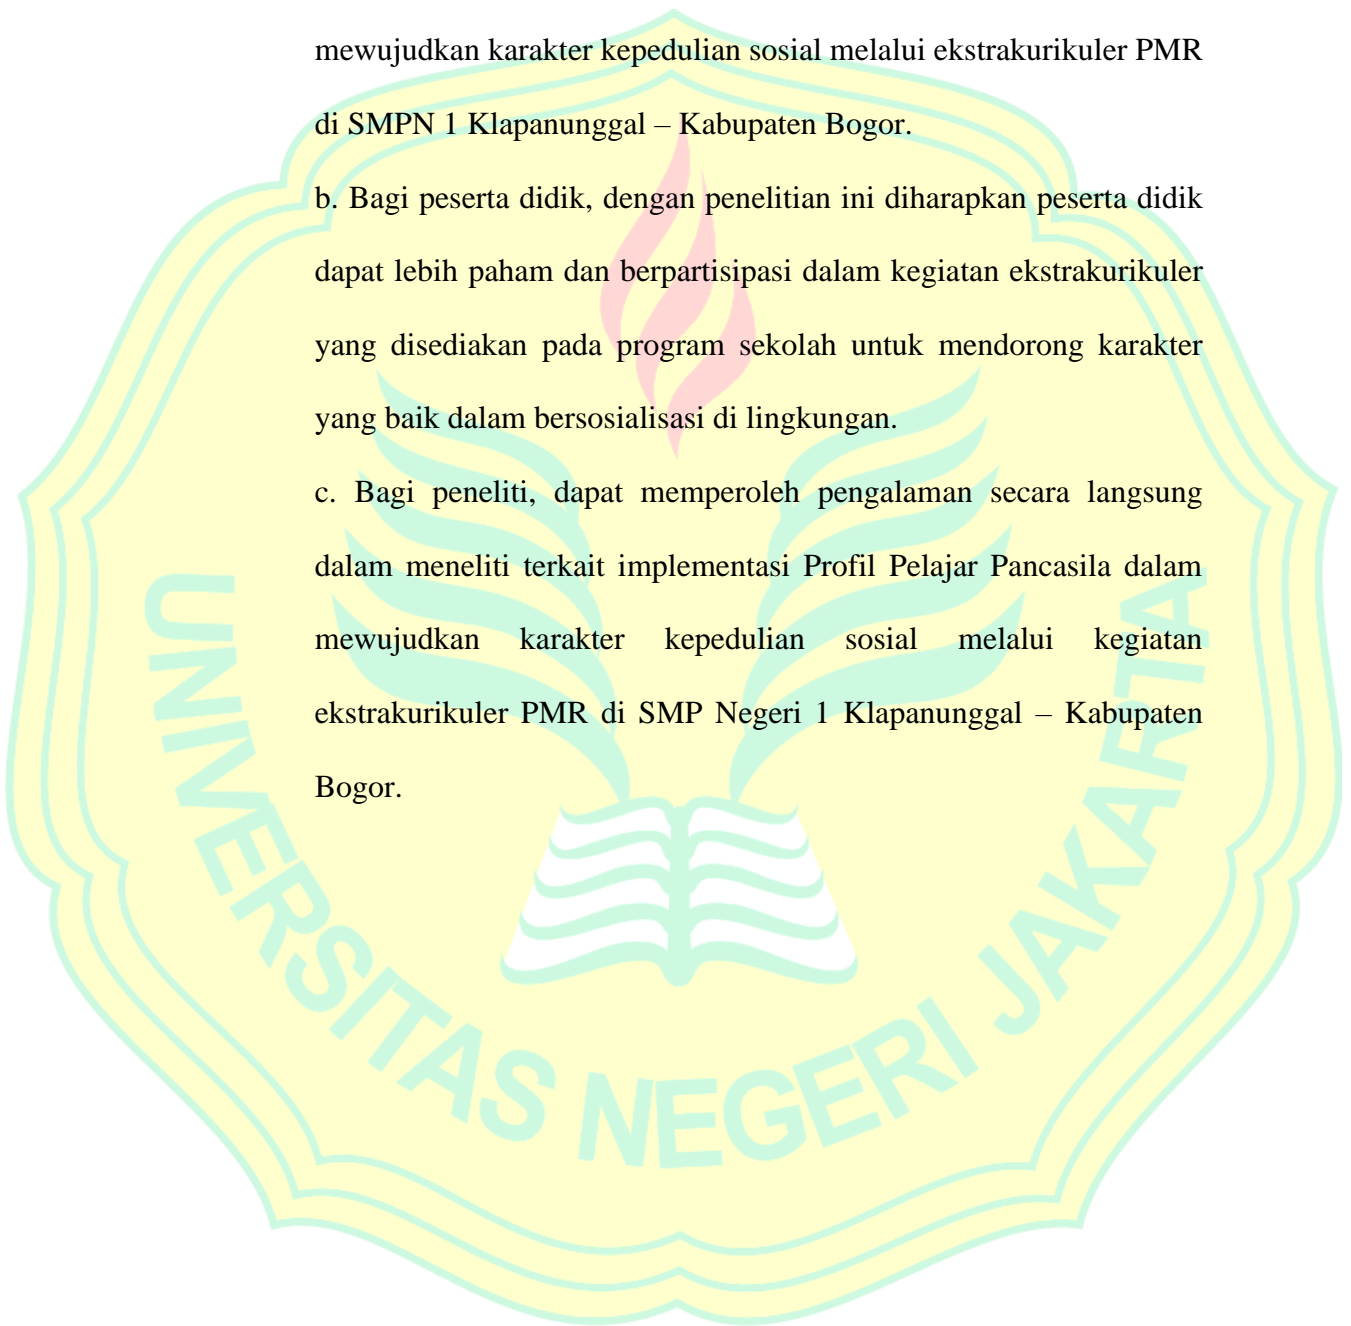 mewujudkan karakter kepedulian sosial melalui ekstrakurikuler PMR
di SMPN 1 Klapanunggal – Kabupaten Bogor.
b. Bagi peserta didik, dengan penelitian ini diharapkan peserta didik
dapat lebih paham dan berpartisipasi dalam kegiatan ekstrakurikuler
yang disediakan pada program sekolah untuk mendorong karakter
yang baik dalam bersosialisasi di lingkungan.
c. Bagi peneliti, dapat memperoleh pengalaman secara langsung
dalam meneliti terkait implementasi Profil Pelajar Pancasila dalam
mewujudkan karakter kepedulian sosial melalui kegiatan
ekstrakurikuler PMR di SMP Negeri 1 Klapanunggal – Kabupaten
Bogor.
UNIVERSITAS NEGERI JAKARTA